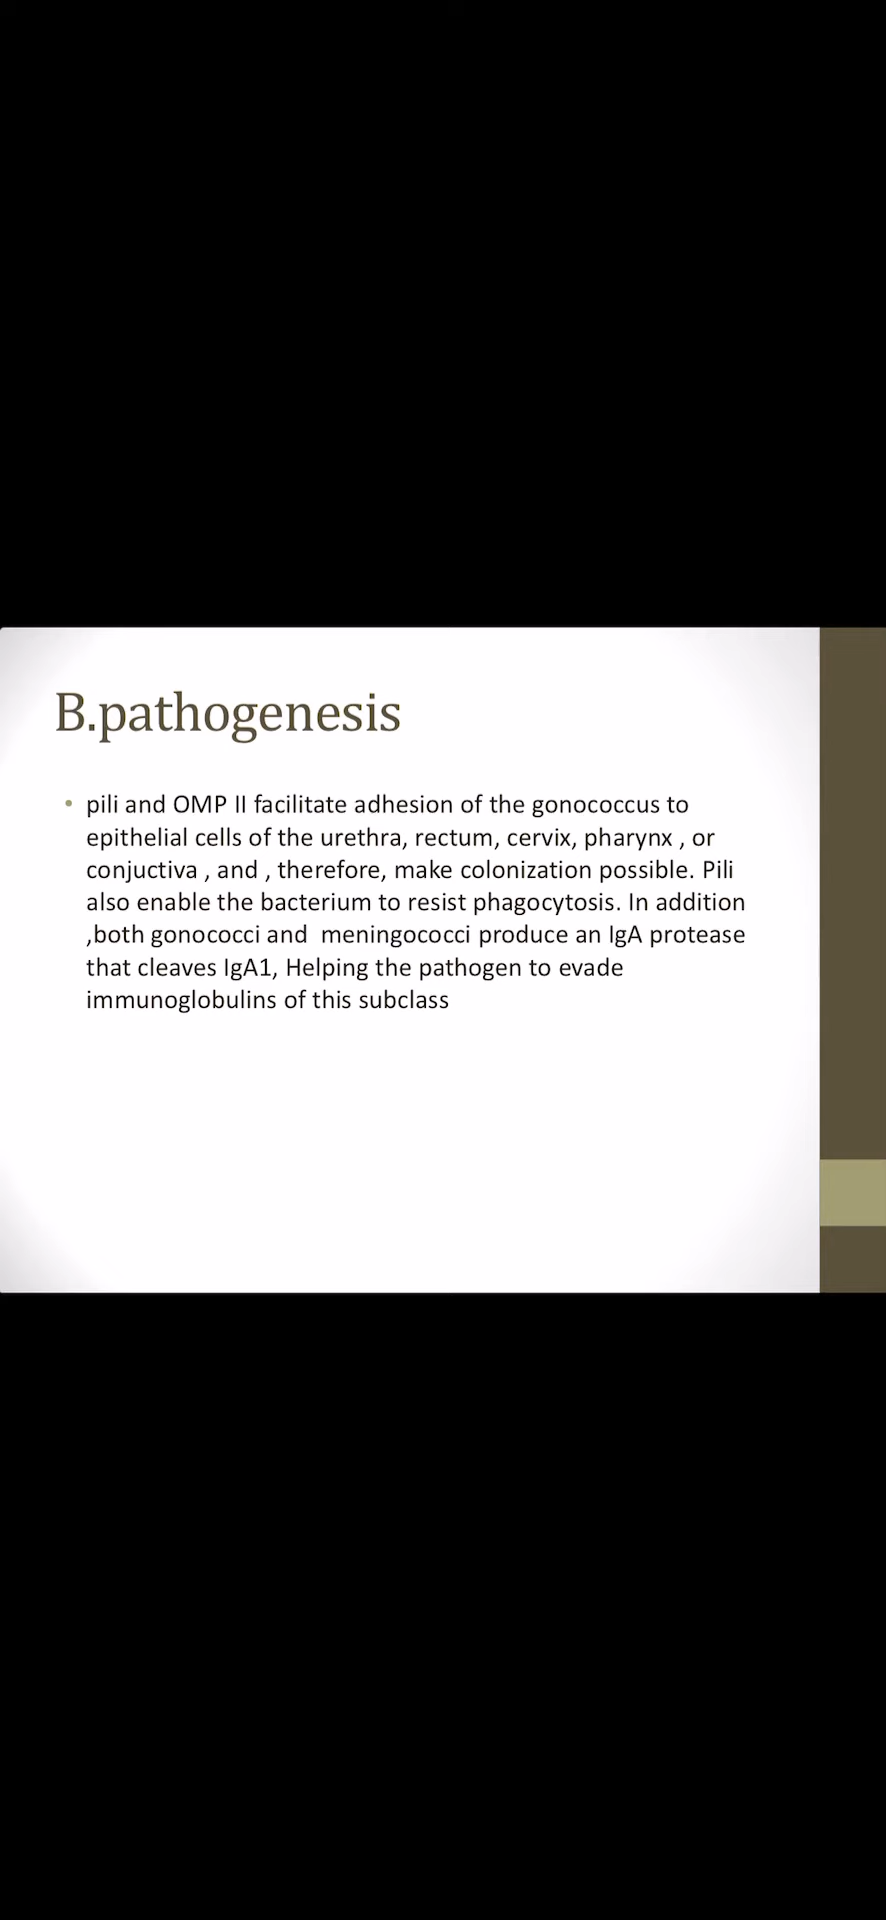 B.pathogenesis
• pili and OMP II facilitate adhesion of the gonococcus to
epithelial cells of the urethra, rectum, cervix, pharynx , or
conjuctiva , and , therefore, make colonization possible. Pili
also enable the bacterium to resist phagocytosis. In addition
,both gonococci and  meningococci produce an IgA protease
that cleaves IgA1, Helping the pathogen to evade
immunoglobulins of this subclass